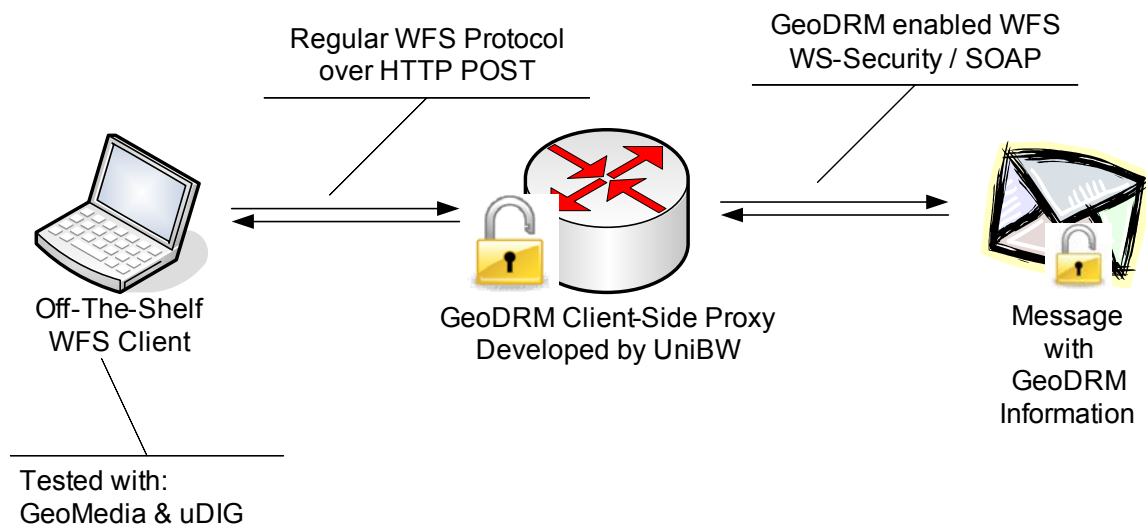 Regular WFS Protocol
over HTTP POST
GeoDRM enabled WFS
WS-Security / SOAP
Off-The-Shelf
WFS Client
GeoDRM Client-Side Proxy
Developed by UniBW
Message
with
GeoDRM
Information
Tested with:
GeoMedia & uDIG